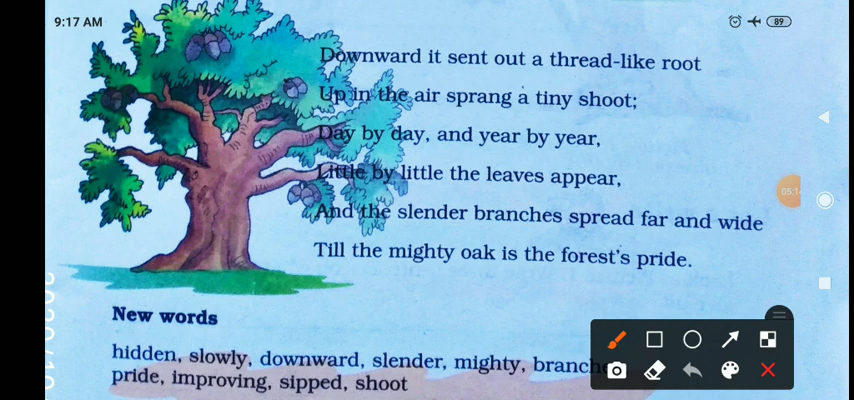 9:17 AM
89
Downward it sent out a thread-like root
Up in the air sprang a tiny shoot;
Day by day, and year by year,
Little by little the leaves appear,
05:1
And the slender branches spread far and wide
Till the mighty oak is the forest's pride.
New words
hidden, slowly, downward, slender, mighty,
pride, improving, sipped, shoot